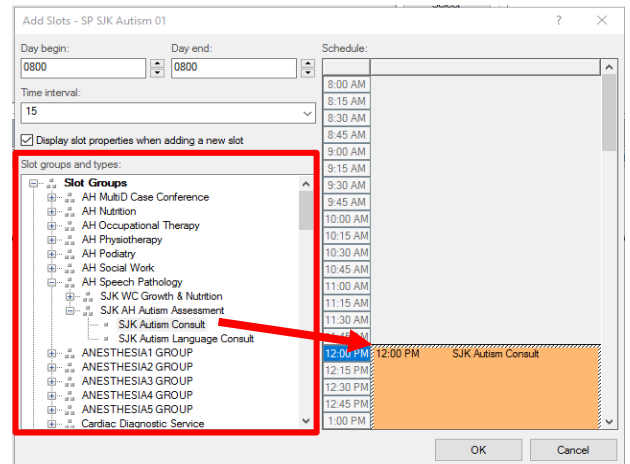 Add Slots - SP SJK Autism 01 ? ×
Day begin: Day end: Schedule:
0800 0800
Time interval:
15
Display slot properties when adding a new slot
Slot groups and types:
Slot Groups
AH MultiD Case Conference
AH Nutrition
AH Occupational Therapy
AH Physiotherapy
AH Podiatry
AH Social Work
AH Speech Pathology
SJK WC Growth & Nutrition
SJK AH Autism Assessment
SJK Autism Consult
SJK Autism Language Consult
ANESTHESIA1 GROUP
ANESTHESIA2 GROUP
ANESTHESIA3 GROUP
ANESTHESIA4 GROUP
ANESTHESIA5 GROUP
Cardiac Diagnostic Service
8:00 AM
8:15 AM
8:30 AM
8:45 AM
9:00 AM
9:15 AM
9:30 AM
9:45 AM
10:00 AM
10:15 AM
10:30 AM
10:45 AM
11:00 AM
11:15 AM
11:30 AM
12:00 PM 12:00 PM SJK Autism Consult
12:15 PM
12:30 PM
12:45 PM
1:00 PM
OK Cancel